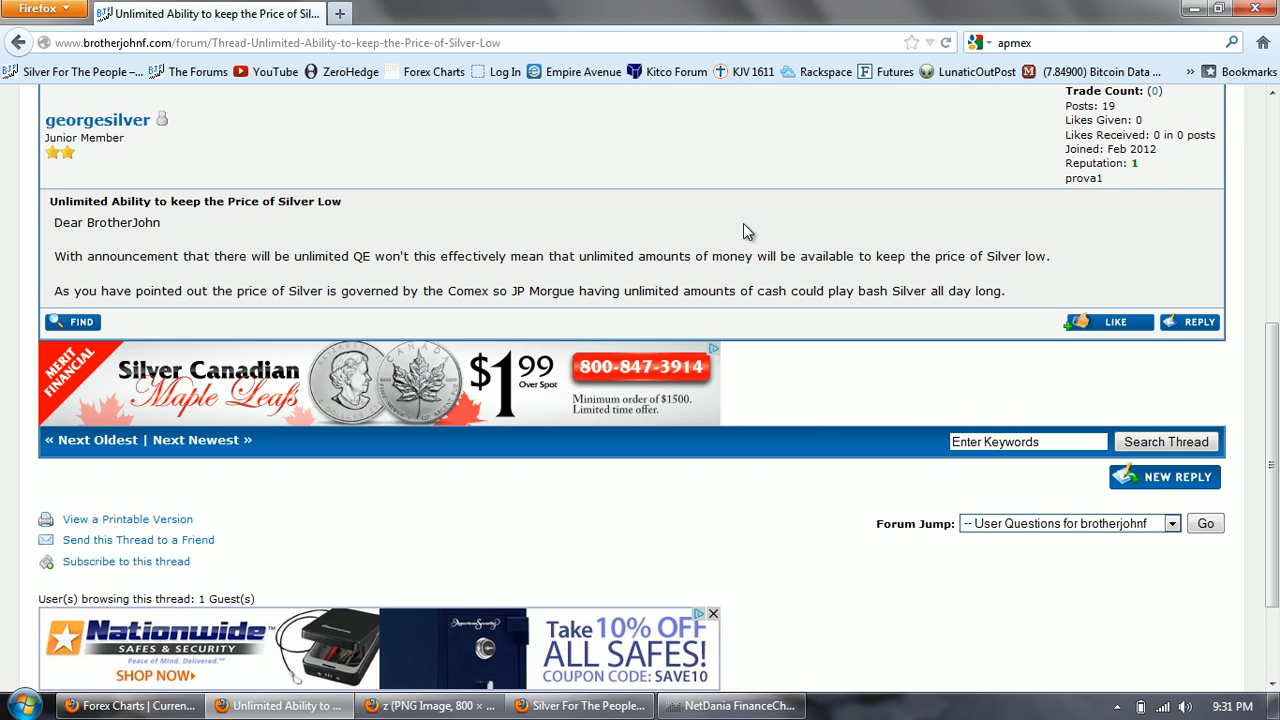 Firefox
Unlimited Ability to keep the Price of Sil...
www.brotherjohnf.com/forum/Thread-Unlimited-Ability-to-keep-the-Price-of-Silver-Low
apmex
Silver For The People –... The Forums YouTube ZeroHedge Forex Charts Log In Empire Avenue Kitco Forum KJV 1611 Rackspace Futures LunaticOutPost (7.84900) Bitcoin Data ... » Bookmarks
georgesilver
Junior Member
Trade Count: (0)
Posts: 19
Likes Given: 0
Likes Received: 0 in 0 posts
Joined: Feb 2012
Reputation: 1
prova1
Unlimited Ability to keep the Price of Silver Low
Dear BrotherJohn
With announcement that there will be unlimited QE won't this effectively mean that unlimited amounts of money will be available to keep the price of Silver low.
As you have pointed out the price of Silver is governed by the Comex so JP Morgue having unlimited amounts of cash could play bash Silver all day long.
FIND
LIKE
REPLY
MERIT
FINANCIAL
Silver Canadian
Maple Leafs
$1.99
Over Spot
800-847-3914
Minimum order of $1500.
Limited time offer.
« Next Oldest | Next Newest »
Enter Keywords
Search Thread
NEW REPLY
View a Printable Version
Send this Thread to a Friend
Subscribe to this thread
Forum Jump:
-- User Questions for brotherjohnf
Go
User(s) browsing this thread: 1 Guest(s)
Nationwide
SAFES & SECURITY
Peace of Mind. Delivered.
SHOP NOW
Take 10% OFF
ALL SAFES!
COUPON CODE: SAVE10
Forex Charts | Curren...
Unlimited Ability to ...
z (PNG Image, 800 × ...
Silver For The People...
NetDania FinanceCh...
9:31 PM